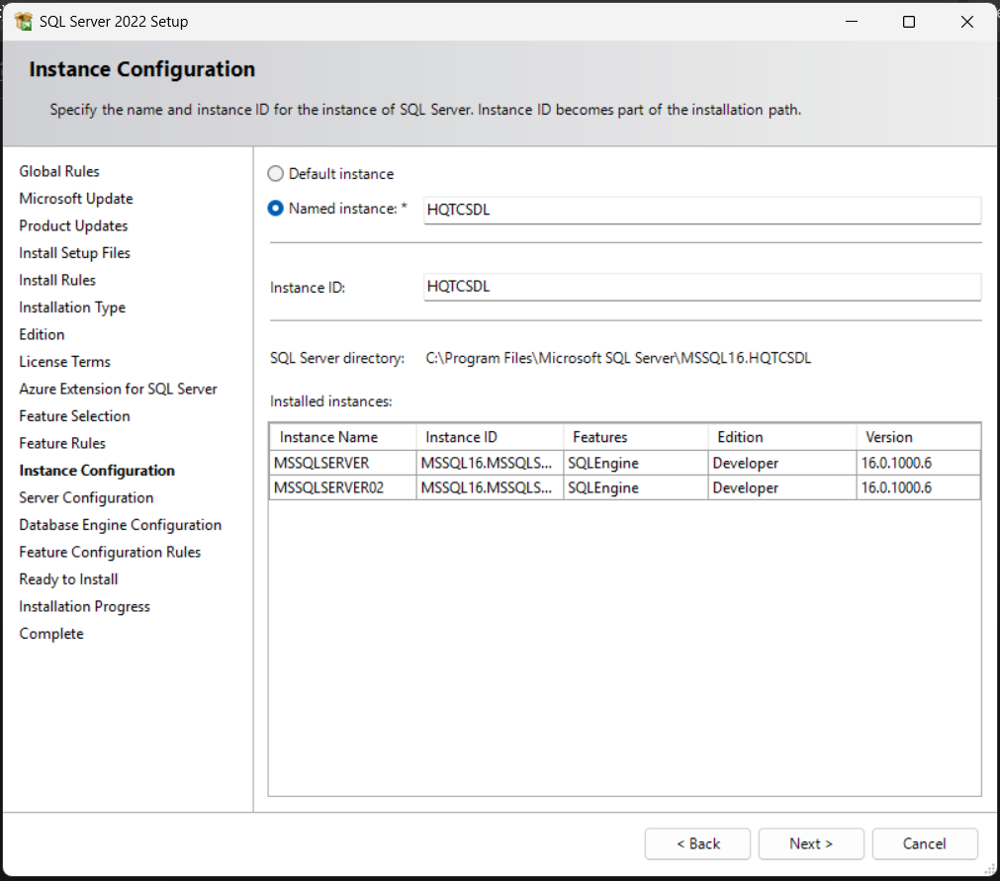 SQL Server 2022 Setup
Instance Configuration
Specify the name and instance ID for the instance of SQL Server. Instance ID becomes part of the installation path.
Global Rules
Microsoft Update
Product Updates
Install Setup Files
Install Rules
Installation Type
Edition
License Terms
Azure Extension for SQL Server
Feature Selection
Feature Rules
Instance Configuration
Server Configuration
Database Engine Configuration
Feature Configuration Rules
Ready to Install
Installation Progress
Complete
Default instance
Named instance: * HQTCSDL
Instance ID: HQTCSDL
SQL Server directory: C:\Program Files\Microsoft SQL Server\MSSQL16.HQTCSDL
Installed instances:
Instance Name Instance ID Features Edition Version
MSSQLSERVER MSSQL16.MSSQLS... SQLEngine Developer 16.0.1000.6
MSSQLSERVER02 MSSQL16.MSSQLS... SQLEngine Developer 16.0.1000.6
< Back Next > Cancel